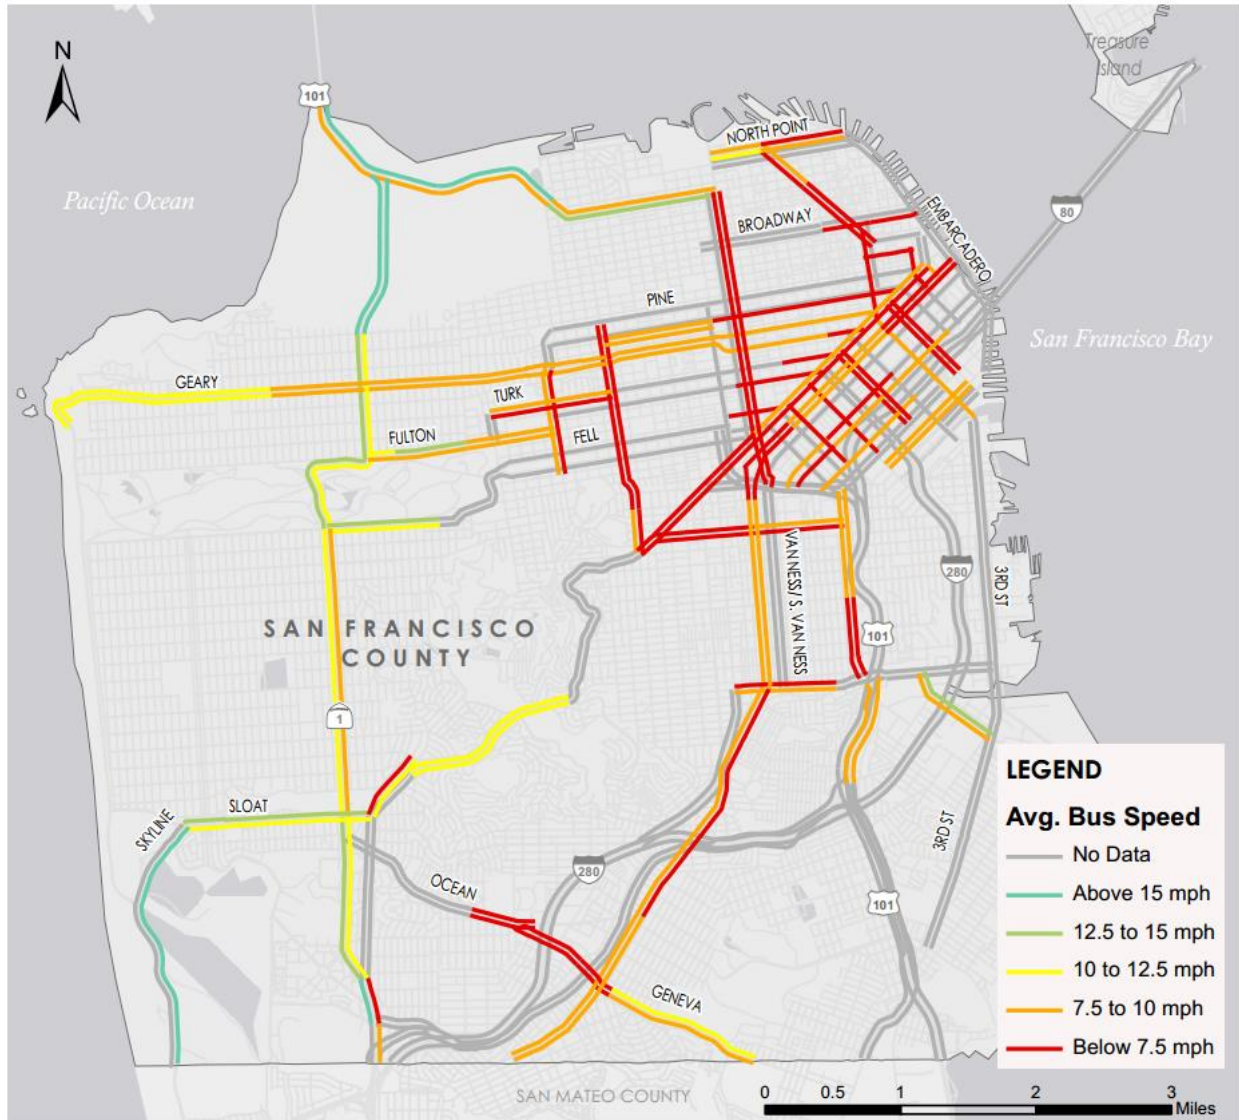 N
Treasure
Island
101
NORTH POINT
Pacific Ocean
80
BROADWAY
EMBARCADERO
PINE
San Francisco Bay
GEARY
TURK
FULTON
FELL
280
3RD ST
VAN NESS/ S. VAN NESS
101
SAN FRANCISCO
COUNTY
1
SLOAT
SKYLINE
3RD ST
280
OCEAN
101
GENEVA
SAN MATEO COUNTY
LEGEND
Avg. Bus Speed
No Data
Above 15 mph
12.5 to 15 mph
10 to 12.5 mph
7.5 to 10 mph
Below 7.5 mph
0 0.5 1 2 3
Miles